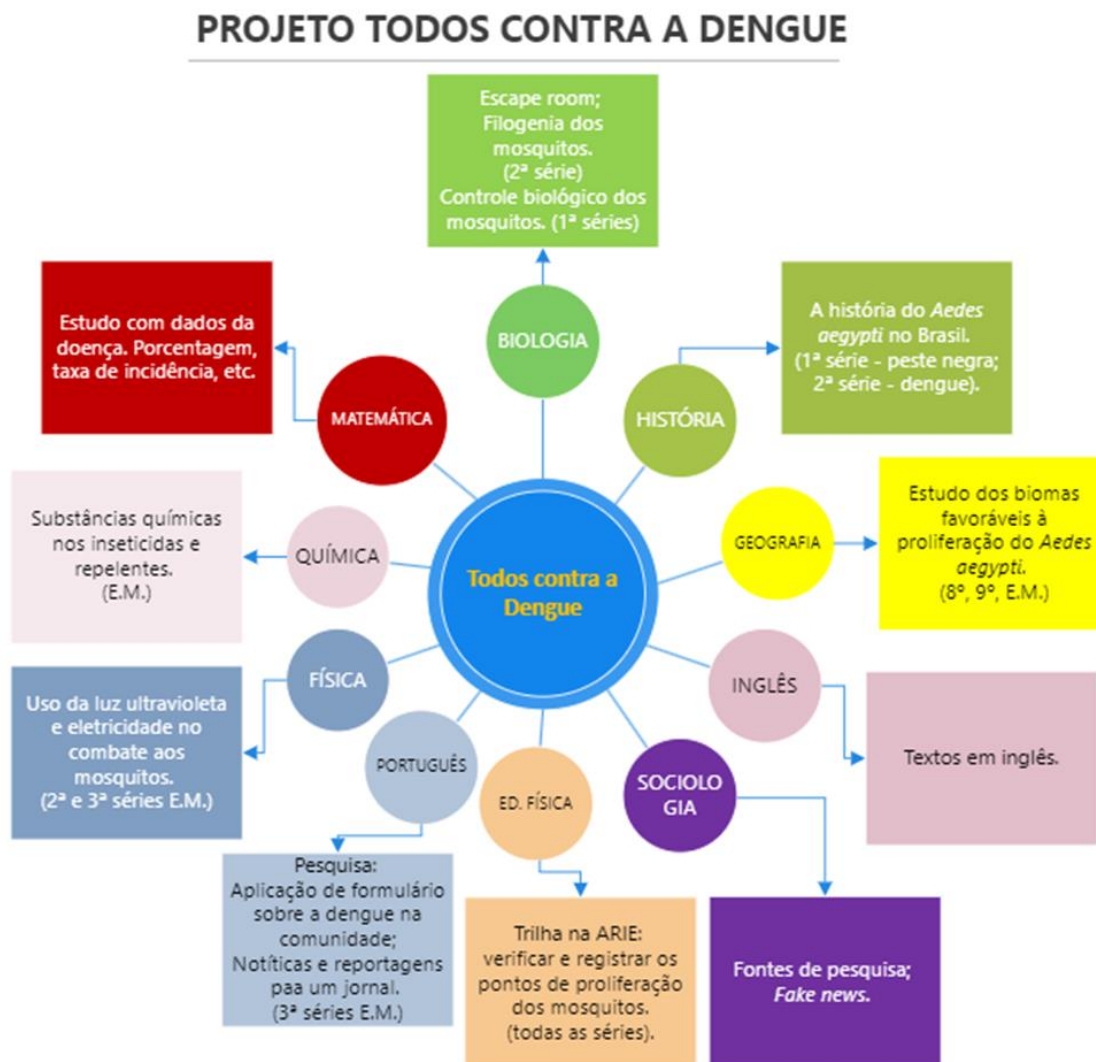 PROJETO TODOS CONTRA A DENGUE
Escape room;
Filogenia dos
mosquitos.
(2ª série)
Controle biológico dos
mosquitos. (1ª séries)
BIOLOGIA
Estudo com dados da
doença. Porcentagem,
taxa de incidência, etc.
MATEMÁTICA
A história do Aedes
aegypti no Brasil.
(1ª série - peste negra;
2ª série - dengue).
HISTÓRIA
Substâncias químicas
nos inseticidas e
repelentes.
(E.M.)
QUÍMICA
Todos contra a
Dengue
GEOGRAFIA
Estudo dos biomas
favoráveis à
proliferação do Aedes
aegypti.
(8º, 9º, E.M.)
Uso da luz ultravioleta
e eletricidade no
combate aos
mosquitos.
(2ª e 3ª séries E.M.)
FÍSICA
INGLÊS
Textos em inglês.
PORTUGUÊS
Pesquisa:
Aplicação de formulário
sobre a dengue na
comunidade;
Notíticas e reportagens
paa um jornal.
(3ª séries E.M.)
ED. FÍSICA
Trilha na ARIE:
verificar e registrar os
pontos de proliferação
dos mosquitos.
(todas as séries).
SOCIOLO
GIA
Fontes de pesquisa;
Fake news.